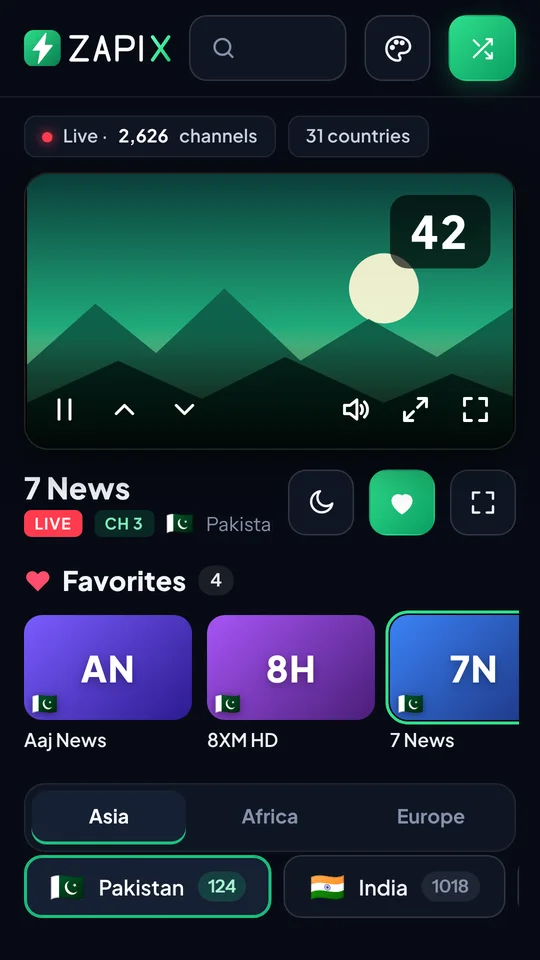 ZAPIX
Live · 2,626 channels
31 countries
42
7 News
LIVE
CH 3
Pakista
Favorites
4
AN
8H
7N
Aaj News
8XM HD
7 News
Asia
Africa
Europe
Pakistan
124
India
1018